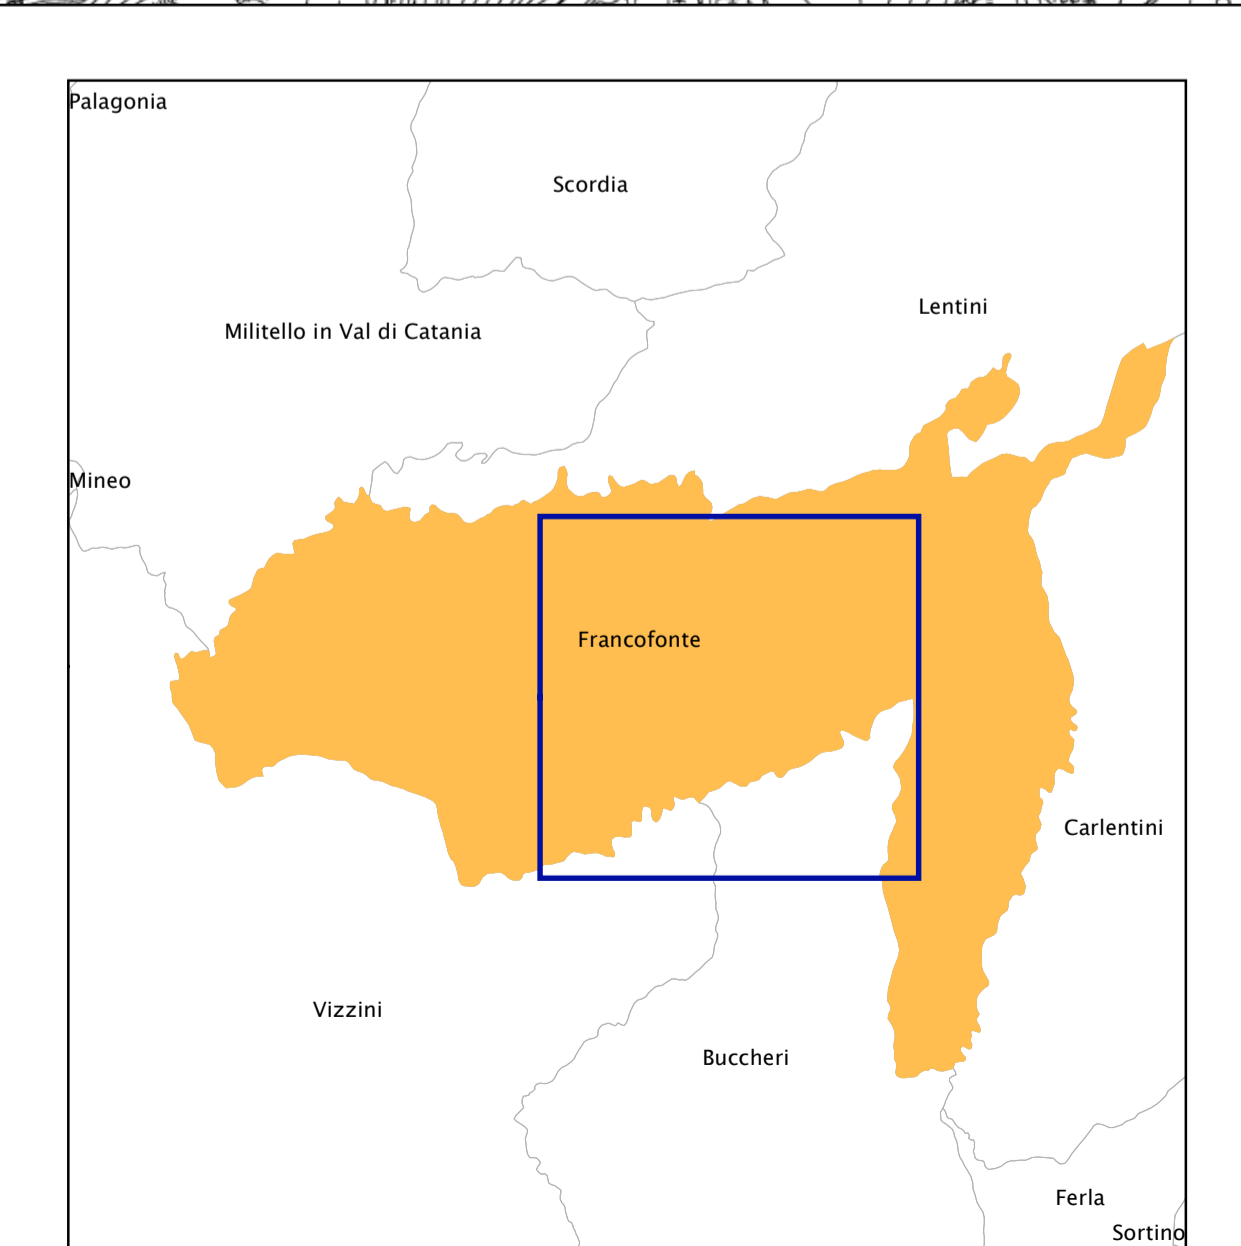 Palagonia
Scordia
Lentini
Militello in Val di Catania
Mineo
Francofonte
Carlentini
Vizzini
Buccheri
Ferla
Sortino